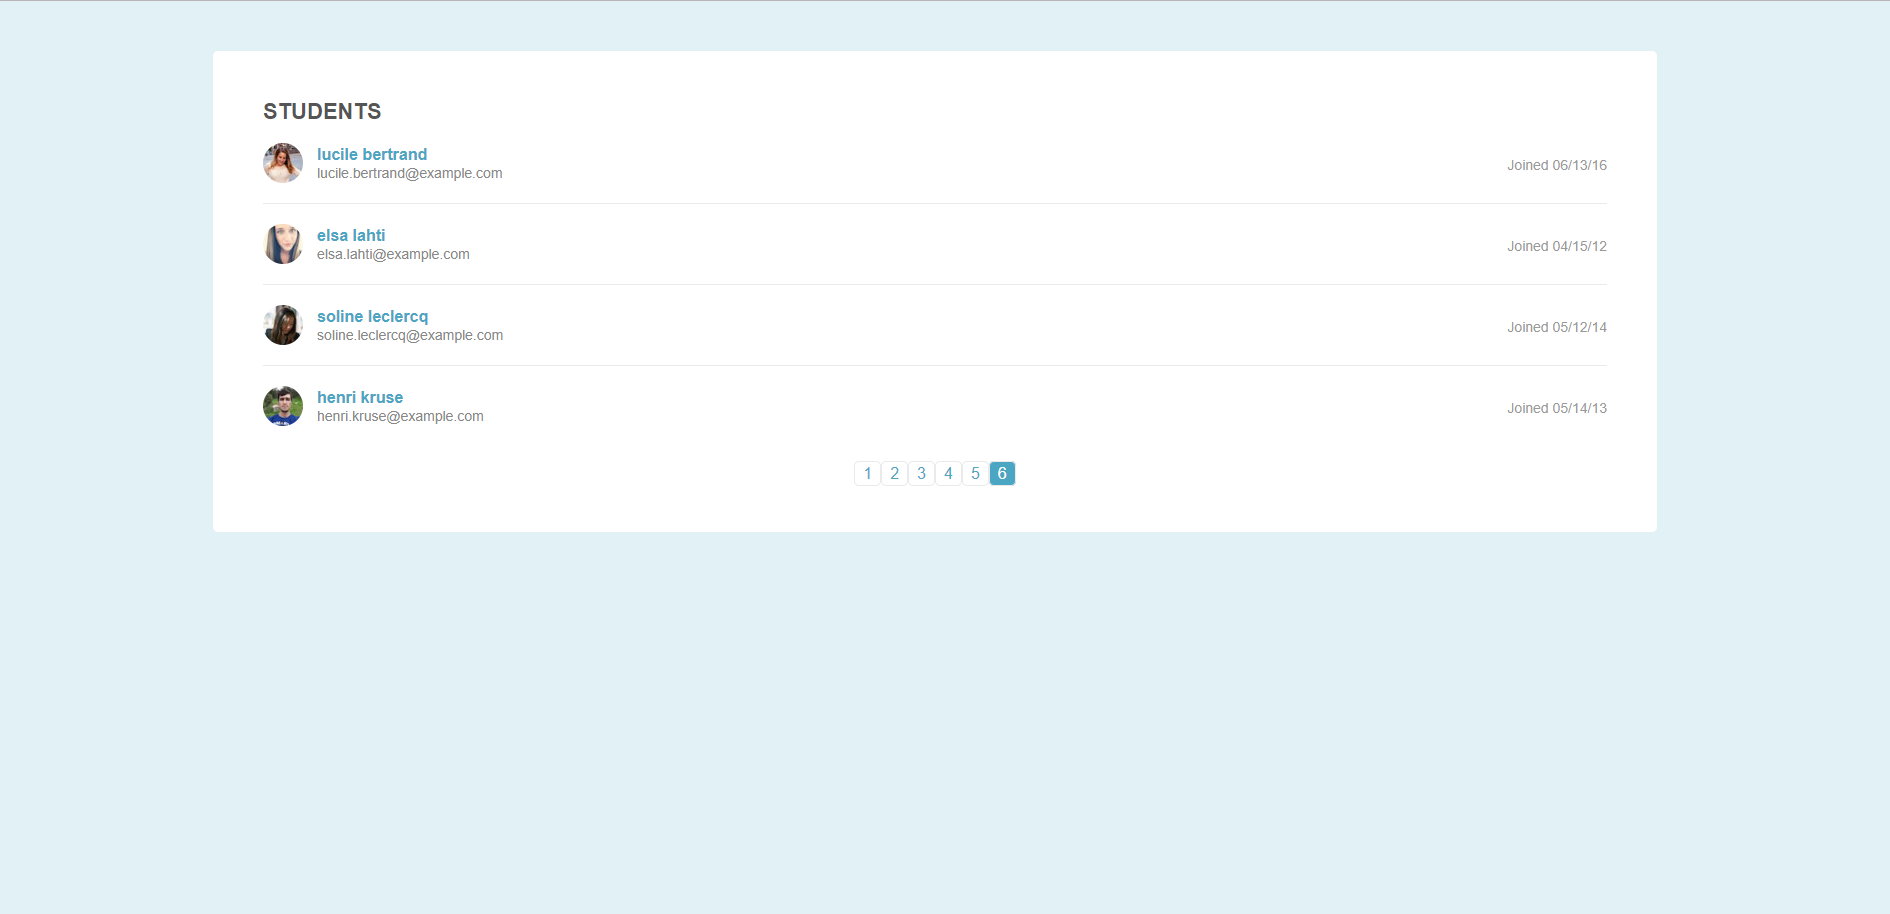 STUDENTS
lucile bertrand
lucile.bertrand@example.com
Joined 06/13/16
elsa lahti
elsa.lahti@example.com
Joined 04/15/12
soline leclercq
soline.leclercq@example.com
Joined 05/12/14
henri kruse
henri.kruse@example.com
Joined 05/14/13
1 2 3 4 5 6